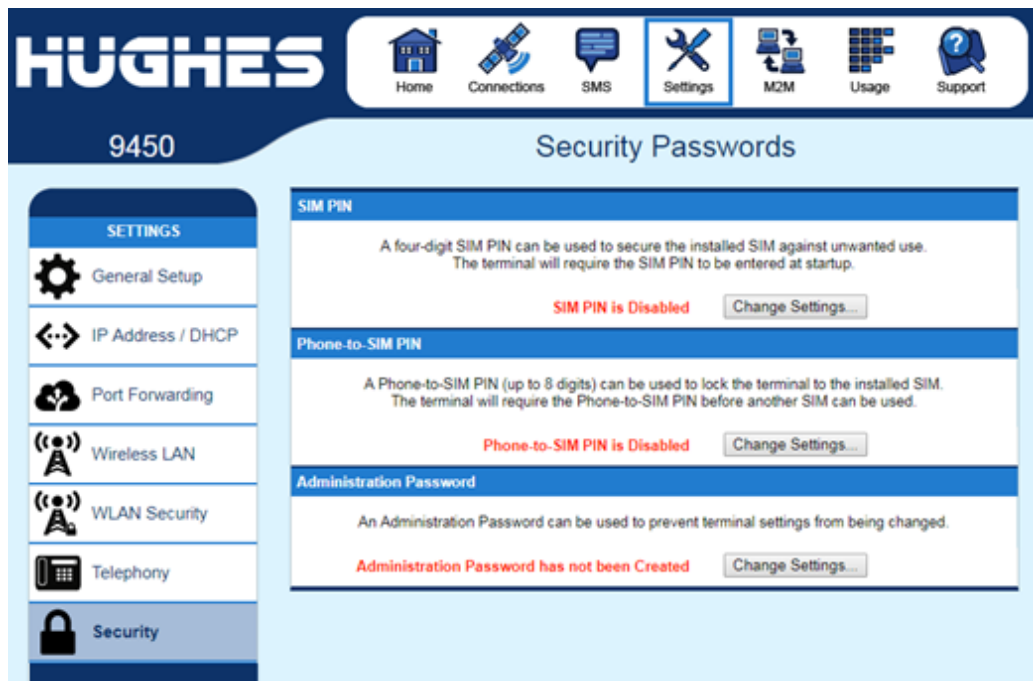 HUGHES
Home
Connections
SMS
Settings
M2M
Usage
Support
9450
Security Passwords
SETTINGS
General Setup
IP Address / DHCP
Port Forwarding
Wireless LAN
WLAN Security
Telephony
Security
SIM PIN
A four-digit SIM PIN can be used to secure the installed SIM against unwanted use.
The terminal will require the SIM PIN to be entered at startup.
SIM PIN is Disabled
Change Settings...
Phone-to-SIM PIN
A Phone-to-SIM PIN (up to 8 digits) can be used to lock the terminal to the installed SIM.
The terminal will require the Phone-to-SIM PIN before another SIM can be used.
Phone-to-SIM PIN is Disabled
Change Settings...
Administration Password
An Administration Password can be used to prevent terminal settings from being changed.
Administration Password has not been Created
Change Settings...